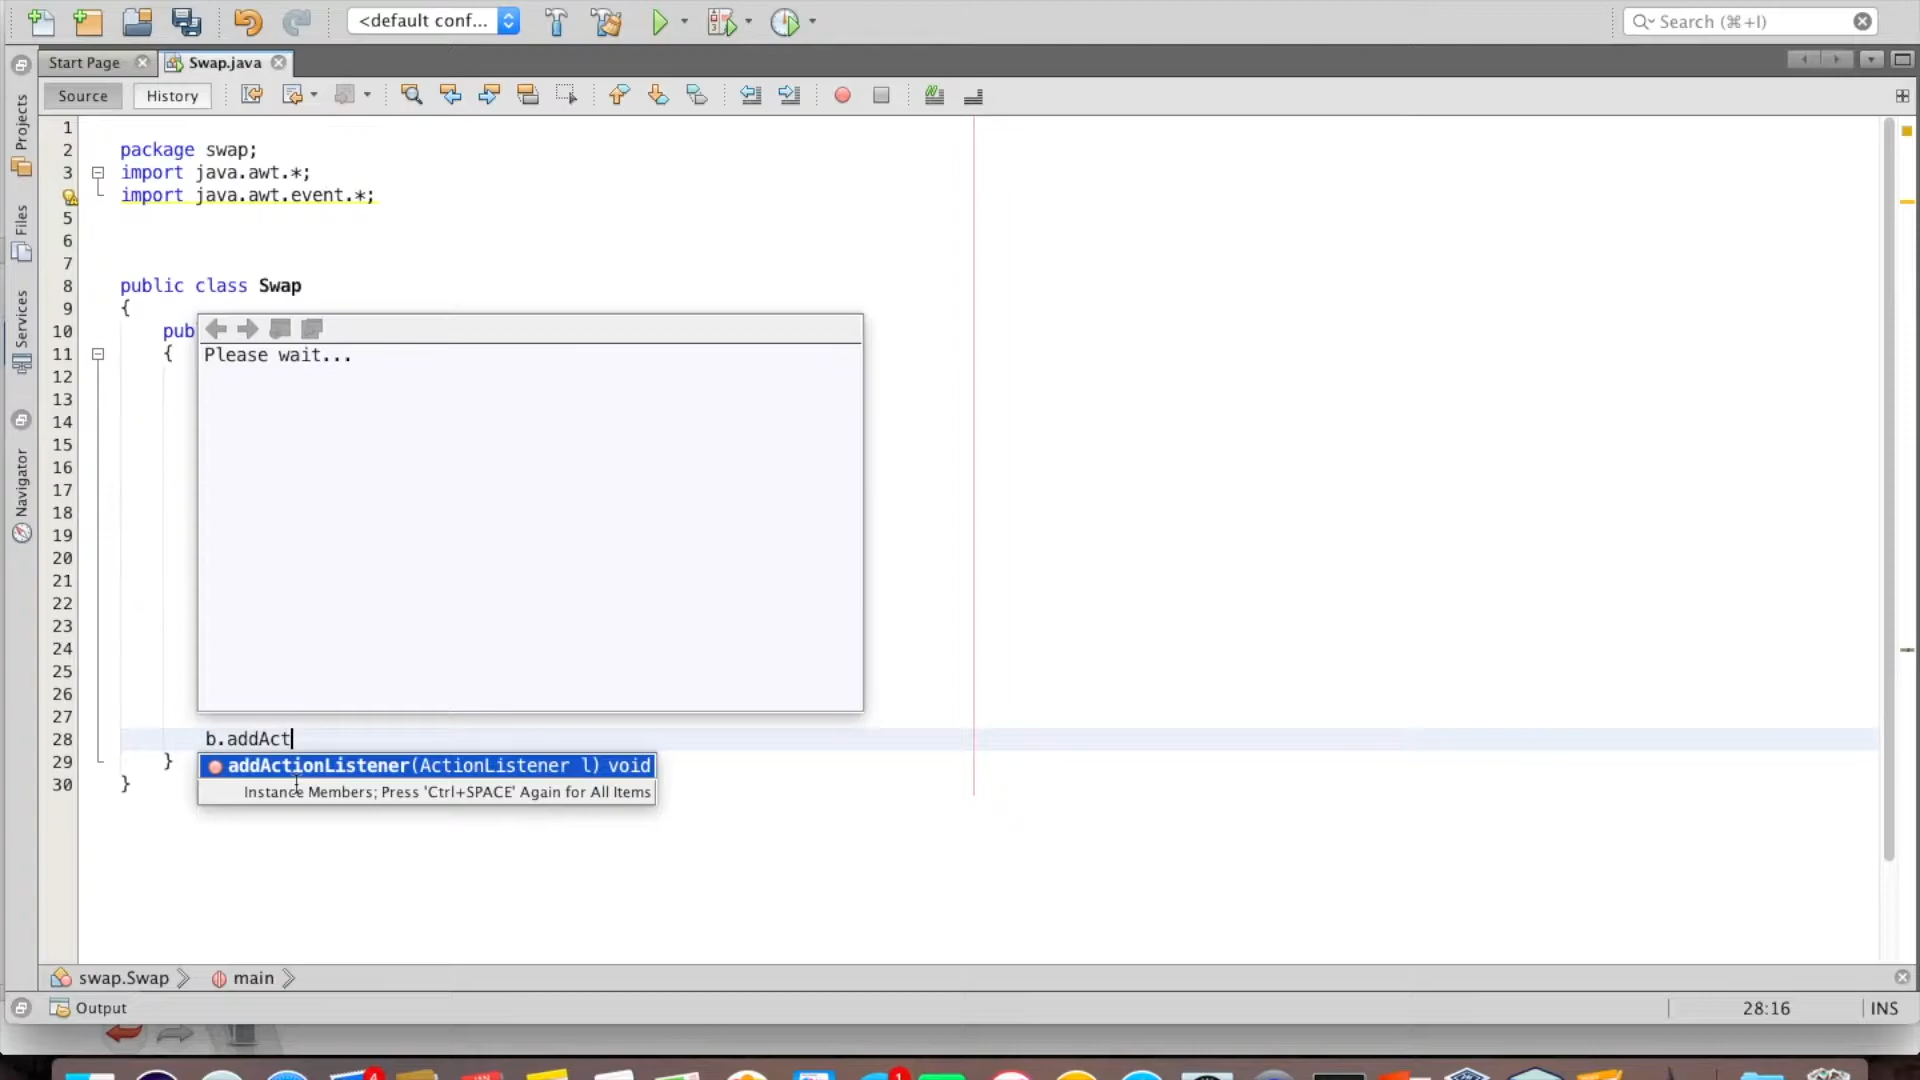 <default conf...
Search (⌘+I)
Start Page
Swap.java
Source
History
Projects
Files
Services
Navigator
1
2 package swap;
3 import java.awt.*;
import java.awt.event.*;
5
6
7
8 public class Swap
9 {
10 pub
11 {
Please wait...
12
13
14
15
16
17
18
19
20
21
22
23
24
25
26
27
28 b.addAct
29 }
addActionListener(ActionListener l) void
30 }
Instance Members; Press 'Ctrl+SPACE' Again for All Items
swap.Swap
main
Output
28:16
INS
4
1